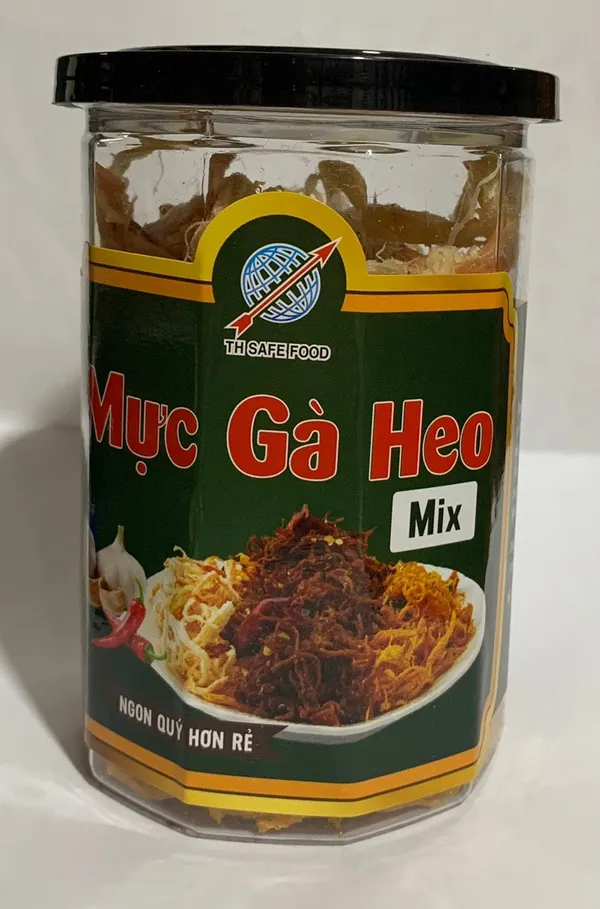 TH SAFE FOOD
Mực Gà Heo
Mix
NGON QUÝ HƠN RẺ